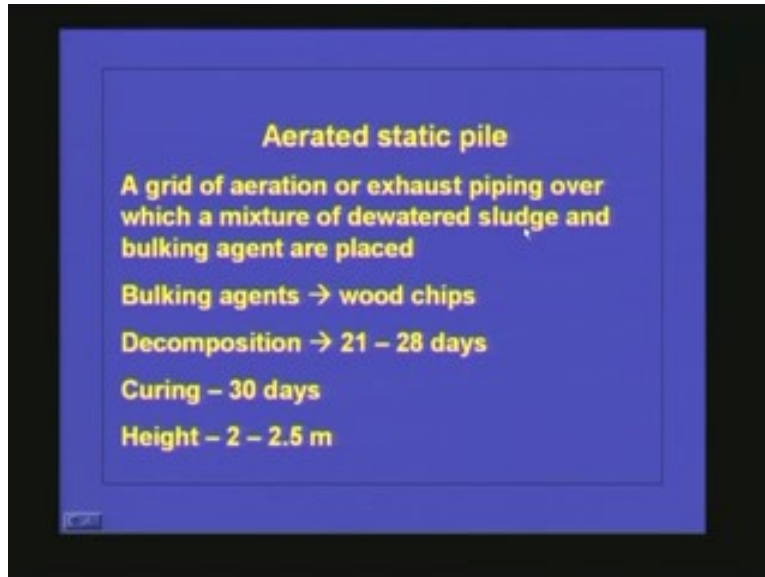 Aerated static pile
A grid of aeration or exhaust piping over
which a mixture of dewatered sludge and
bulking agent are placed
Bulking agents → wood chips
Decomposition → 21 – 28 days
Curing – 30 days
Height – 2 – 2.5 m